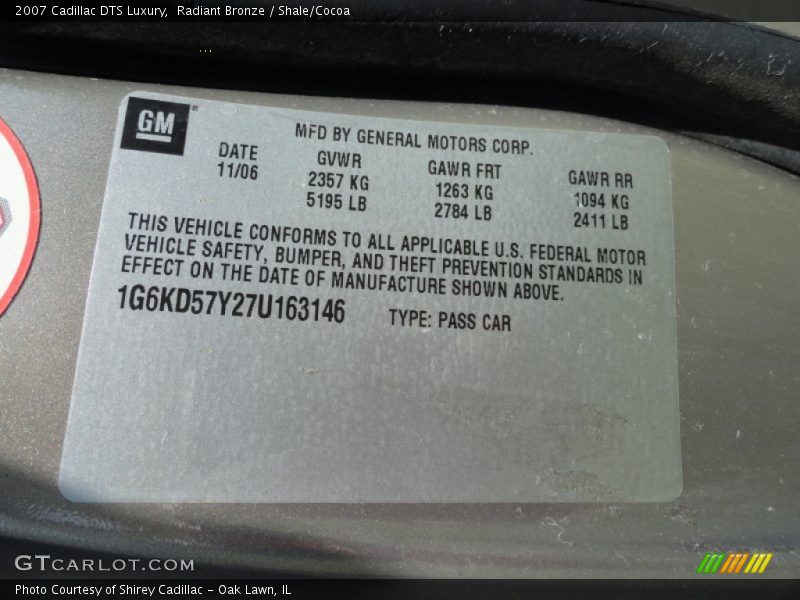 2007 Cadillac DTS Luxury, Radiant Bronze / Shale/Cocoa
GM
MFD BY GENERAL MOTORS CORP.
DATE GVWR GAWR FRT GAWR RR
11/06 2357 KG 1263 KG 1094 KG
5195 LB 2784 LB 2411 LB
THIS VEHICLE CONFORMS TO ALL APPLICABLE U.S. FEDERAL MOTOR
VEHICLE SAFETY, BUMPER, AND THEFT PREVENTION STANDARDS IN
EFFECT ON THE DATE OF MANUFACTURE SHOWN ABOVE.
1G6KD57Y27U163146 TYPE: PASS CAR
GTCARLOT.COM
Photo Courtesy of Shirey Cadillac - Oak Lawn, IL